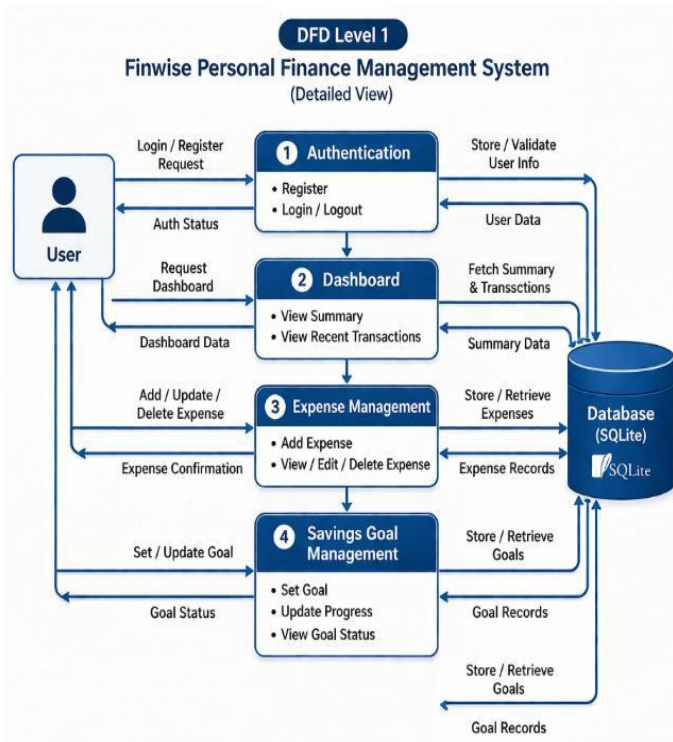 DFD Level 1
Finwise Personal Finance Management System
(Detailed View)
Login / Register
Request
1 Authentication
Store / Validate
User Info
• Register
• Login / Logout
Auth Status
User Data
User
Request
Dashboard
2 Dashboard
Fetch Summary
& Transsctions
• View Summary
• View Recent Transactions
Dashboard Data
Summary Data
Add / Update /
Delete Expense
3 Expense Management
Store / Retrieve
Expenses
Database
(SQLite)
SQLite
• Add Expense
• View / Edit / Delete Expense
Expense Confirmation
Expense Records
4 Savings Goal
Management
Set / Update Goal
Store / Retrieve
Goals
• Set Goal
• Update Progress
• View Goal Status
Goal Status
Goal Records
Store / Retrieve
Goals
Goal Records